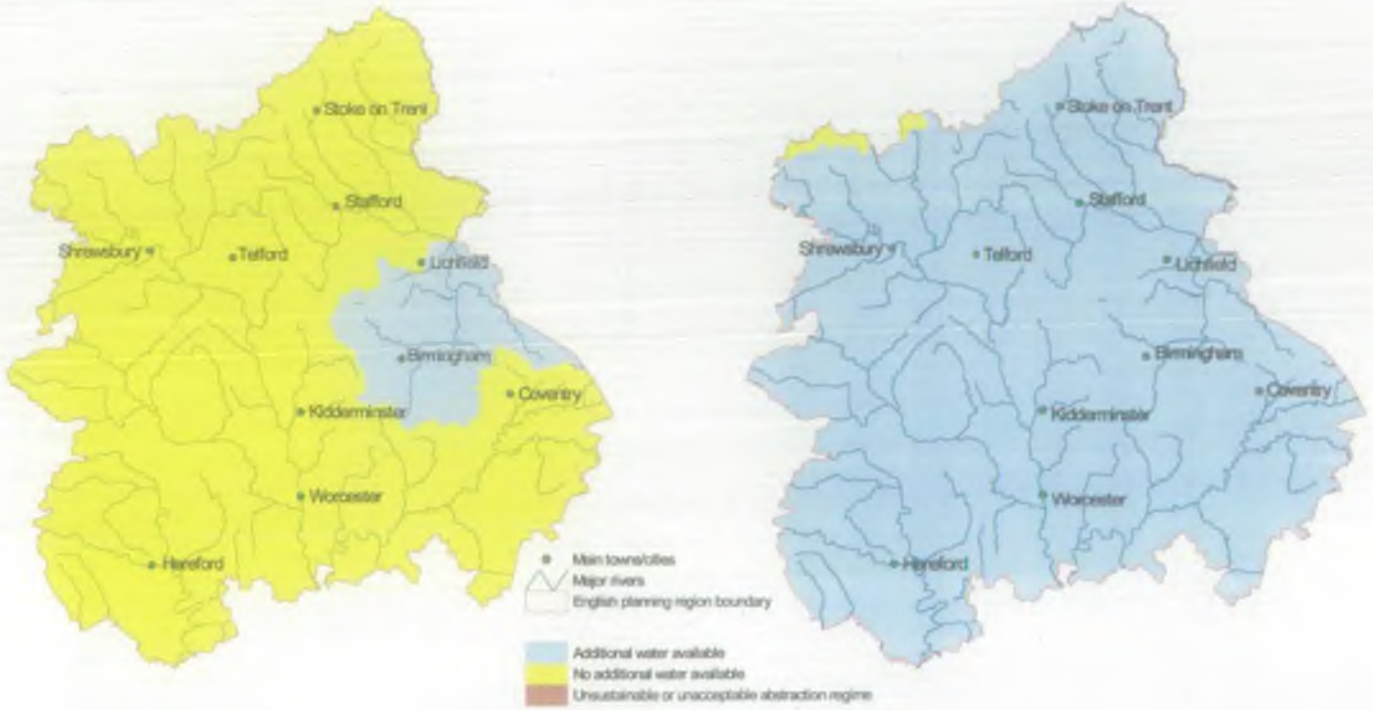 Stoke on Trent
Stafford
Shrewsbury
Telford
Lichfield
Birmingham
Coventry
Kidderminster
Worcester
Hereford
Main towns/cities
Major rivers
English planning region boundary
Additional water available
No additional water available
Unsustainable or unacceptable abstraction regime
Stoke on Trent
Stafford
Shrewsbury
Telford
Lichfield
Birmingham
Coventry
Kidderminster
Worcester
Hereford